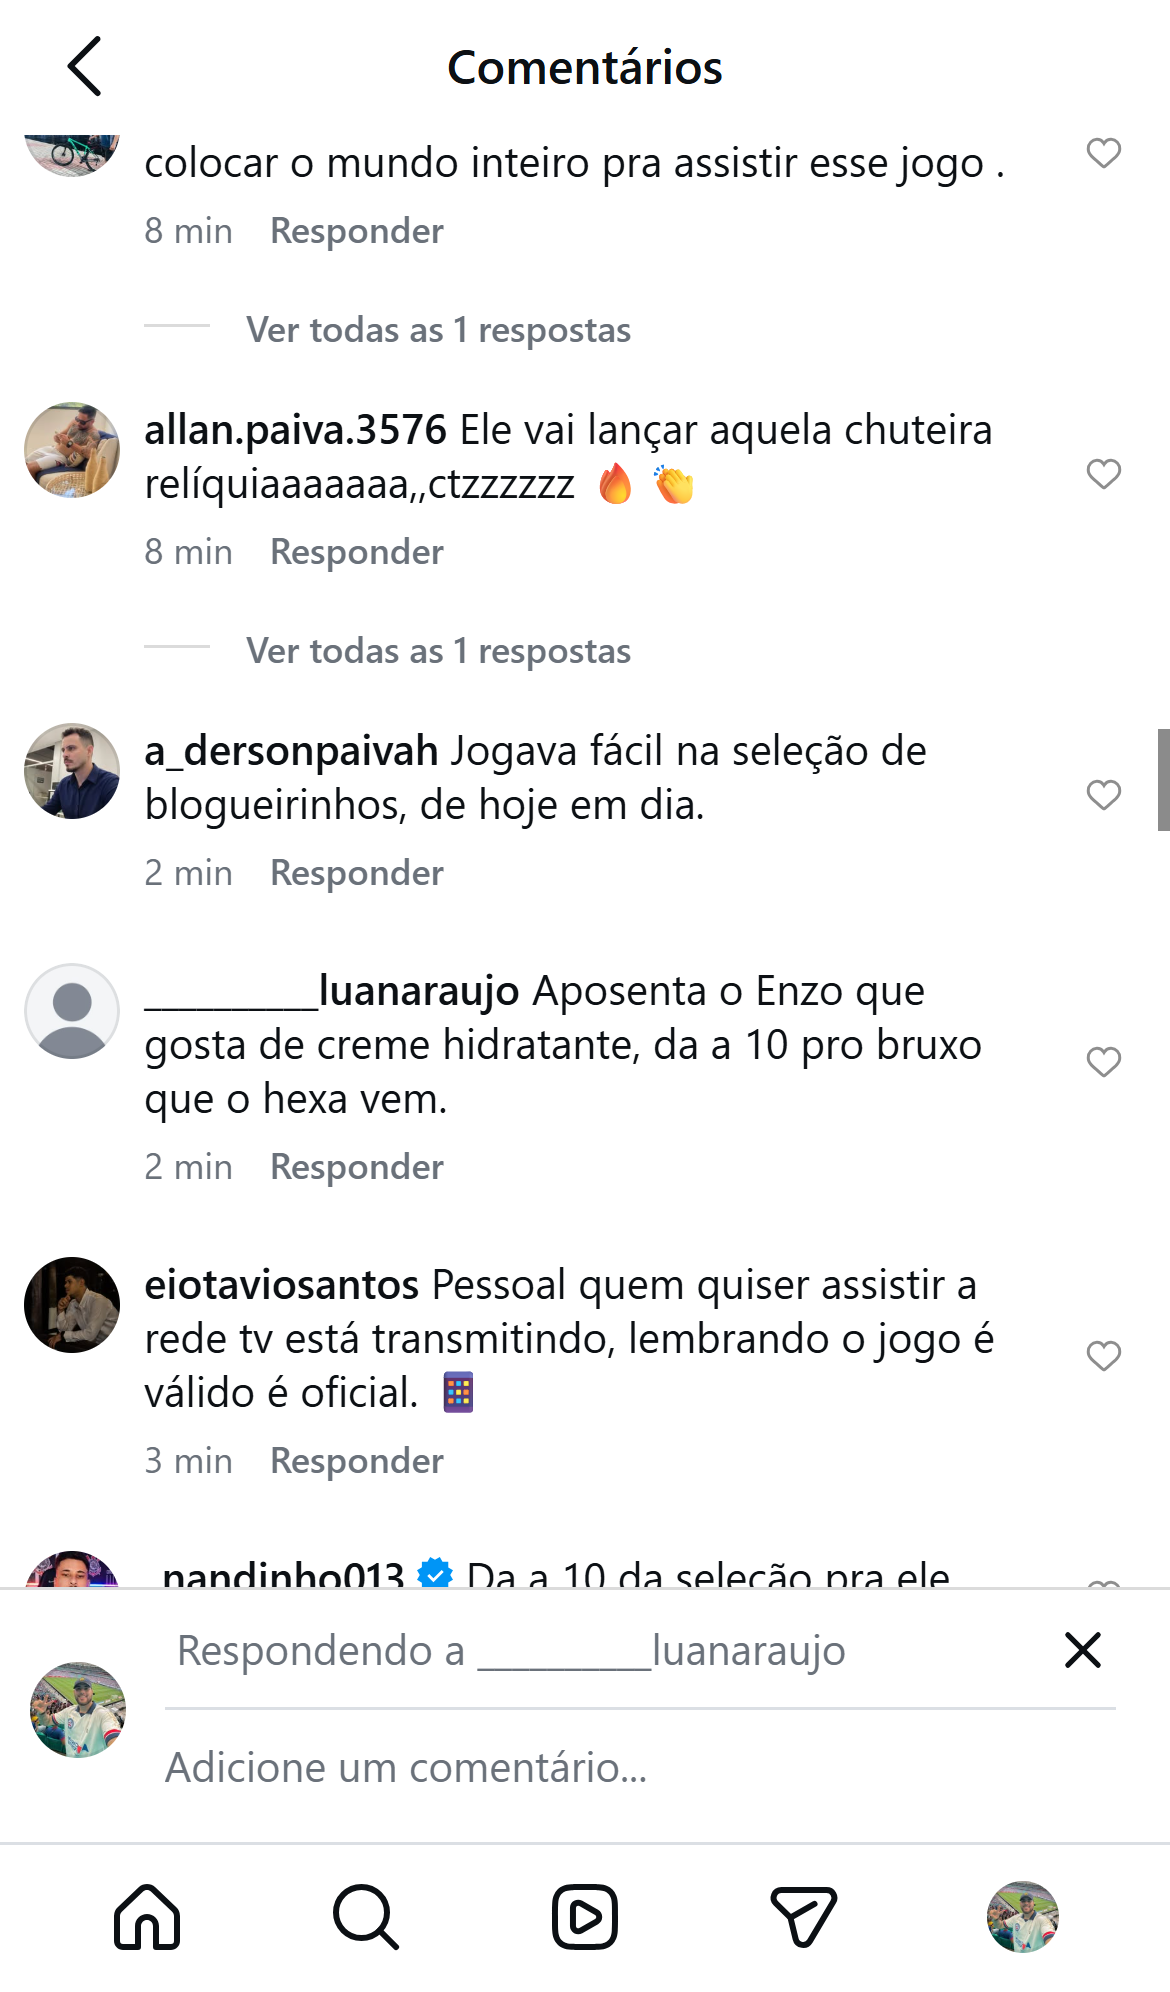 Comentários
colocar o mundo inteiro pra assistir esse jogo .
8 min Responder
Ver todas as 1 respostas
allan.paiva.3576 Ele vai lançar aquela chuteira
relíquiaaaaaaa,,ctzzzzzz 🔥 👏
8 min Responder
Ver todas as 1 respostas
a_dersonpaivah Jogava fácil na seleção de
blogueirinhos, de hoje em dia.
2 min Responder
__________luanaraujo Aposenta o Enzo que
gosta de creme hidratante, da a 10 pro bruxo
que o hexa vem.
2 min Responder
eiotaviosantos Pessoal quem quiser assistir a
rede tv está transmitindo, lembrando o jogo é
válido é oficial. 📱
3 min Responder
nandinho013 Da a 10 da seleção pra ele
Respondendo a __________luanaraujo
Adicione um comentário...